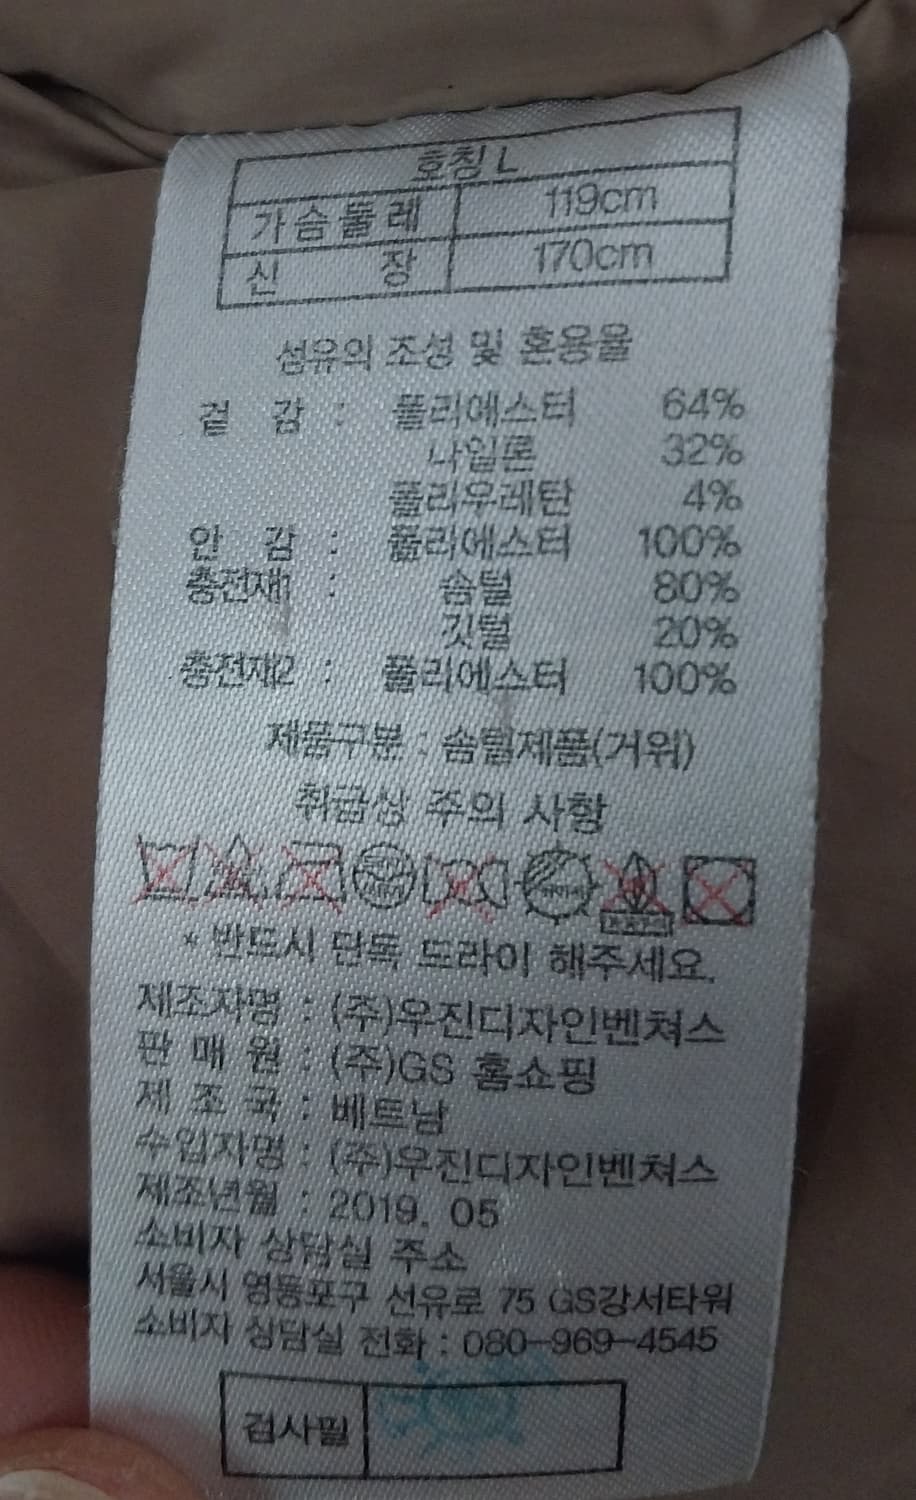 호칭 L
가슴둘레 119cm
신 장 170cm
섬유의 조성 및 혼용율
겉 감 : 폴리에스터 64%
나일론 32%
폴리우레탄 4%
안 감 : 폴리에스터 100%
충전재1 : 솜털 80%
깃털 20%
충전재2 : 폴리에스터 100%
제품구분 : 솜털제품(거위)
취급상 주의 사항
* 반드시 단독 드라이 해주세요.
제조자명 : (주)우진디자인벤쳐스
판 매 원 : (주)GS 홈쇼핑
제 조 국 : 베트남
수입자명 : (주)우진디자인벤쳐스
제조년월 : 2019. 05
소비자 상담실 주소
서울시 영등포구 선유로 75 GS강서타워
소비자 상담실 전화 : 080-969-4545
검사필